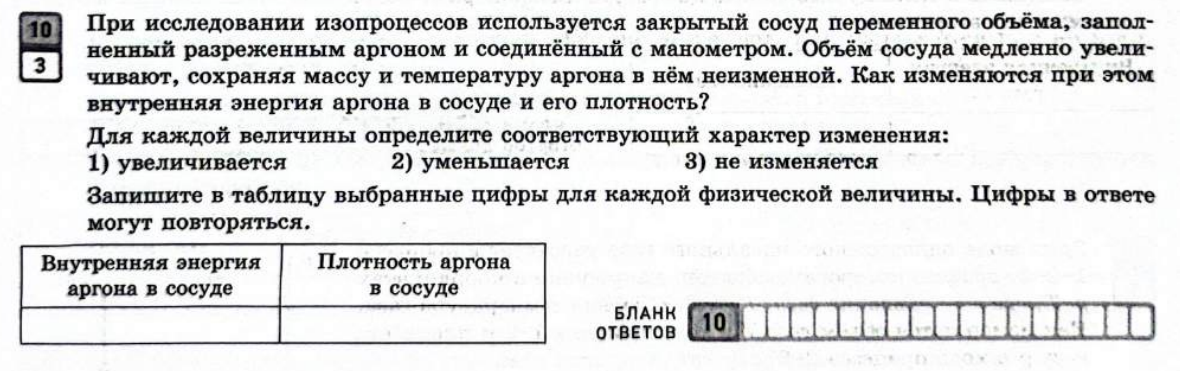 10
3
При исследовании изопроцессов используется закрытый сосуд переменного объёма, запол-
ненный разреженным аргоном и соединённый с манометром. Объём сосуда медленно увели-
чивают, сохраняя массу и температуру аргона в нём неизменной. Как изменяются при этом
внутренняя энергия аргона в сосуде и его плотность?
Для каждой величины определите соответствующий характер изменения:
1) увеличивается 2) уменьшается 3) не изменяется
Запишите в таблицу выбранные цифры для каждой физической величины. Цифры в ответе
могут повторяться.
Внутренняя энергия
аргона в сосуде
Плотность аргона
в сосуде
БЛАНК
ОТВЕТОВ
10